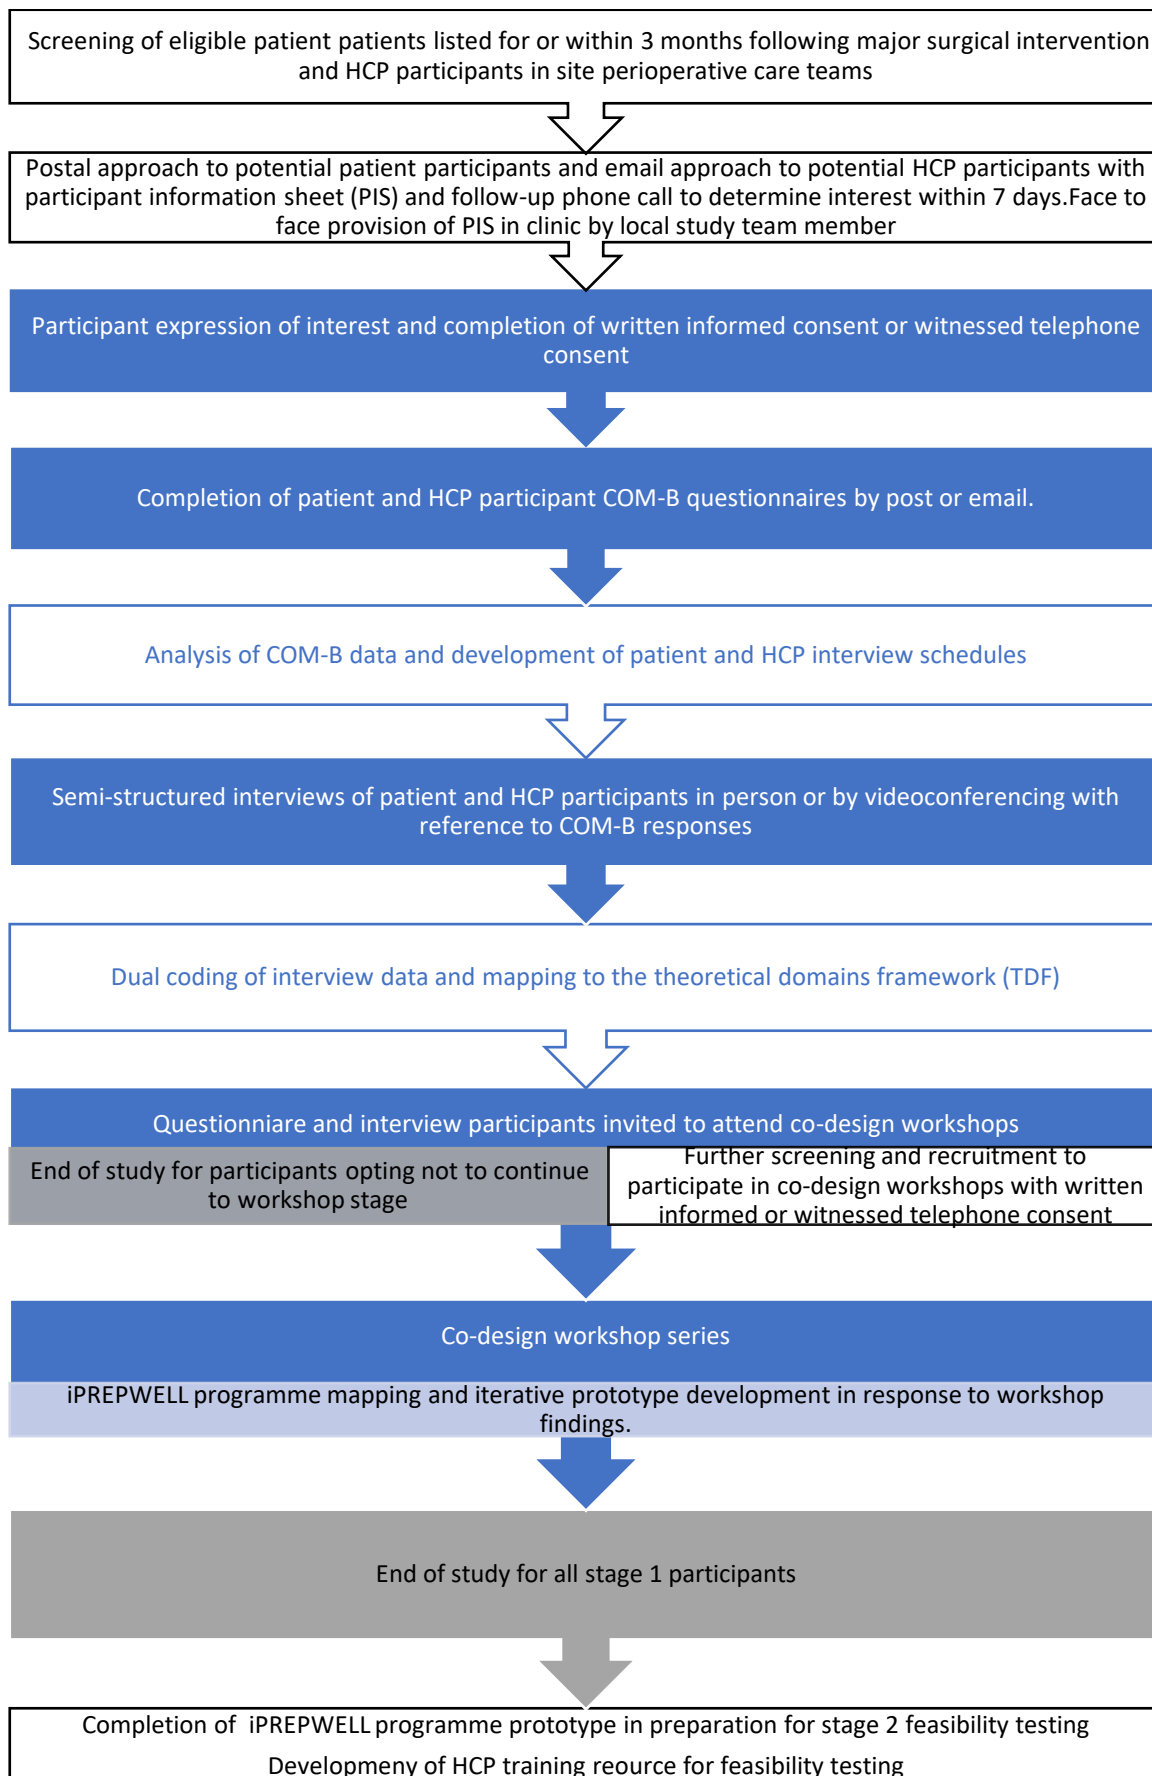 Screening of eligible patient patients listed for or within 3 months following major surgical intervention
and HCP participants in site perioperative care teams
Postal approach to potential patient participants and email approach to potential HCP participants with
participant information sheet (PIS) and follow-up phone call to determine interest within 7 days.Face to
face provision of PIS in clinic by local study team member
Participant expression of interest and completion of written informed consent or witnessed telephone
consent
Completion of patient and HCP participant COM-B questionnaires by post or email.
Analysis of COM-B data and development of patient and HCP interview schedules
Semi-structured interviews of patient and HCP participants in person or by videoconferencing with
reference to COM-B responses
Dual coding of interview data and mapping to the theoretical domains framework (TDF)
Questionniare and interview participants invited to attend co-design workshops
End of study for participants opting not to continue
to workshop stage
Further screening and recruitment to
participate in co-design workshops with written
informed or witnessed telephone consent
Co-design workshop series
iPREPWELL programme mapping and iterative prototype development in response to workshop
findings.
End of study for all stage 1 participants
Completion of iPREPWELL programme prototype in preparation for stage 2 feasibility testing
Developmeny of HCP training reource for feasibility testing